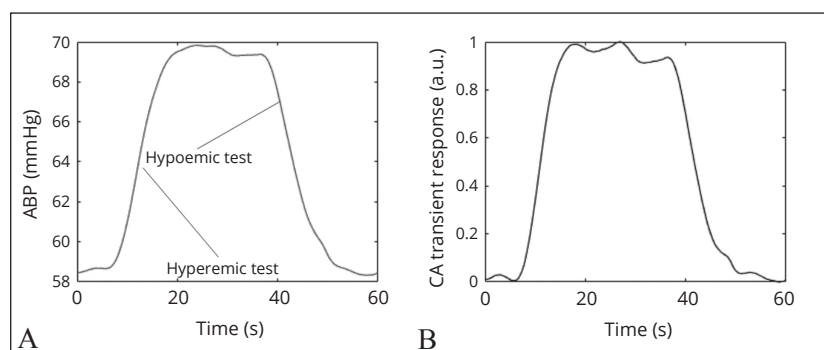 70
68
66
64
62
60
58
ABP (mmHg)
Hypoemic test
Hyperemic test
0 20 40 60
Time (s)
A
1
0.8
0.6
0.4
0.2
0
CA transient response (a.u.)
0 20 40 60
Time (s)
B